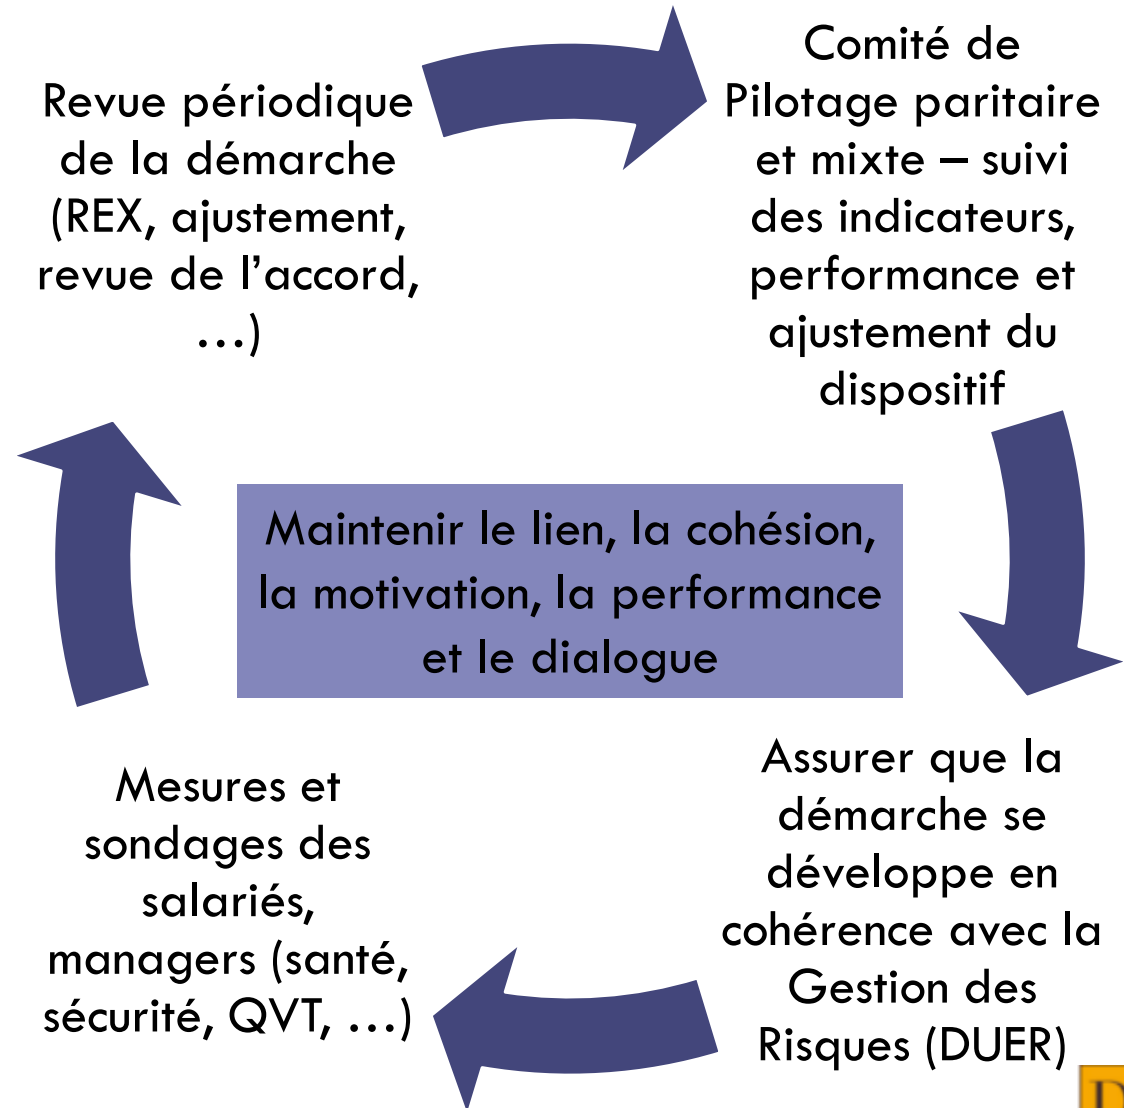 Revue périodique
de la démarche
(REX, ajustement,
revue de l’accord,
…)
Comité de
Pilotage paritaire
et mixte – suivi
des indicateurs,
performance et
ajustement du
dispositif
Maintenir le lien, la cohésion,
la motivation, la performance
et le dialogue
Mesures et
sondages des
salariés,
managers (santé,
sécurité, QVT, …)
Assurer que la
démarche se
développe en
cohérence avec la
Gestion des
Risques (DUER)